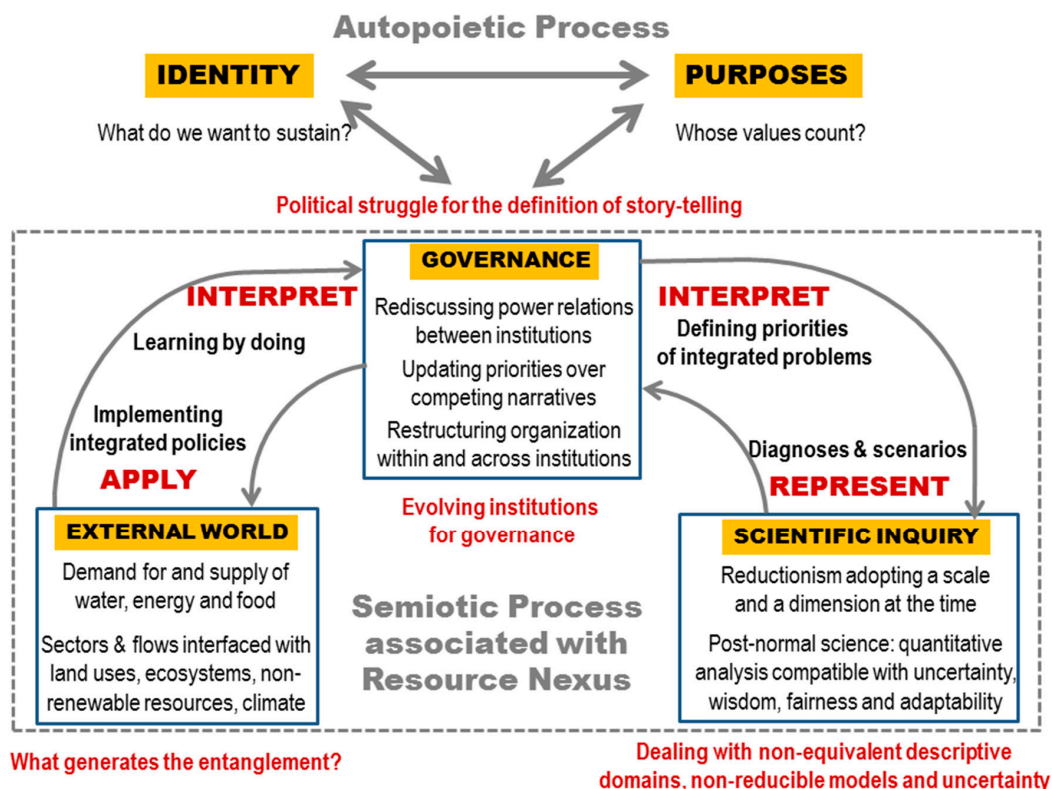 Autopoietic Process
IDENTITY
PURPOSES
What do we want to sustain?
Whose values count?
Political struggle for the definition of story-telling
GOVERNANCE
Rediscussing power relations
between institutions
Updating priorities over
competing narratives
Restructuring organization
within and across institutions
INTERPRET
Learning by doing
INTERPRET
Defining priorities
of integrated problems
Implementing
integrated policies
APPLY
Diagnoses & scenarios
REPRESENT
Evolving institutions
for governance
EXTERNAL WORLD
Demand for and supply of
water, energy and food
Sectors & flows interfaced with
land uses, ecosystems, non-
renewable resources, climate
Semiotic Process
associated with
Resource Nexus
SCIENTIFIC INQUIRY
Reductionism adopting a scale
and a dimension at the time
Post-normal science: quantitative
analysis compatible with uncertainty,
wisdom, fairness and adaptability
What generates the entanglement?
Dealing with non-equivalent descriptive
domains, non-reducible models and uncertainty